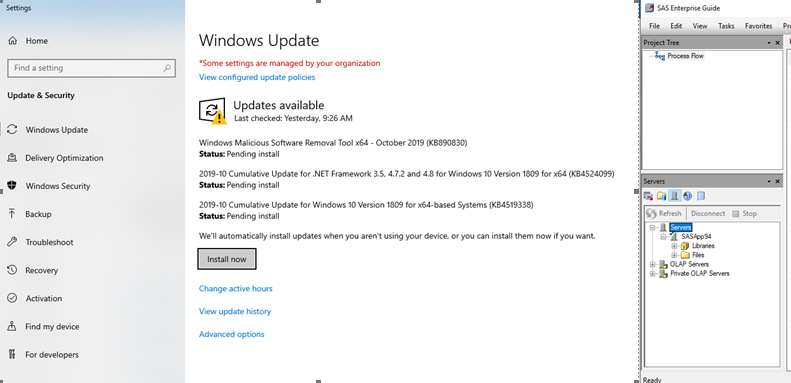 Settings
Home
Find a setting
Update & Security
Windows Update
Delivery Optimization
Windows Security
Backup
Troubleshoot
Recovery
Activation
Find my device
For developers
Windows Update
*Some settings are managed by your organization
View configured update policies
Updates available
Last checked: Yesterday, 9:26 AM
Windows Malicious Software Removal Tool x64 - October 2019 (KB890830)
Status: Pending install
2019-10 Cumulative Update for .NET Framework 3.5, 4.7.2 and 4.8 for Windows 10 Version 1809 for x64 (KB4524099)
Status: Pending install
2019-10 Cumulative Update for Windows 10 Version 1809 for x64-based Systems (KB4519338)
Status: Pending install
We'll automatically install updates when you aren't using your device, or you can install them now if you want.
Install now
Change active hours
View update history
Advanced options
SAS Enterprise Guide
File Edit View Tasks Favorites
Project Tree
Process Flow
Servers
Refresh Disconnect Stop
Servers
SASApp94
Libraries
Files
OLAP Servers
Private OLAP Servers
Ready